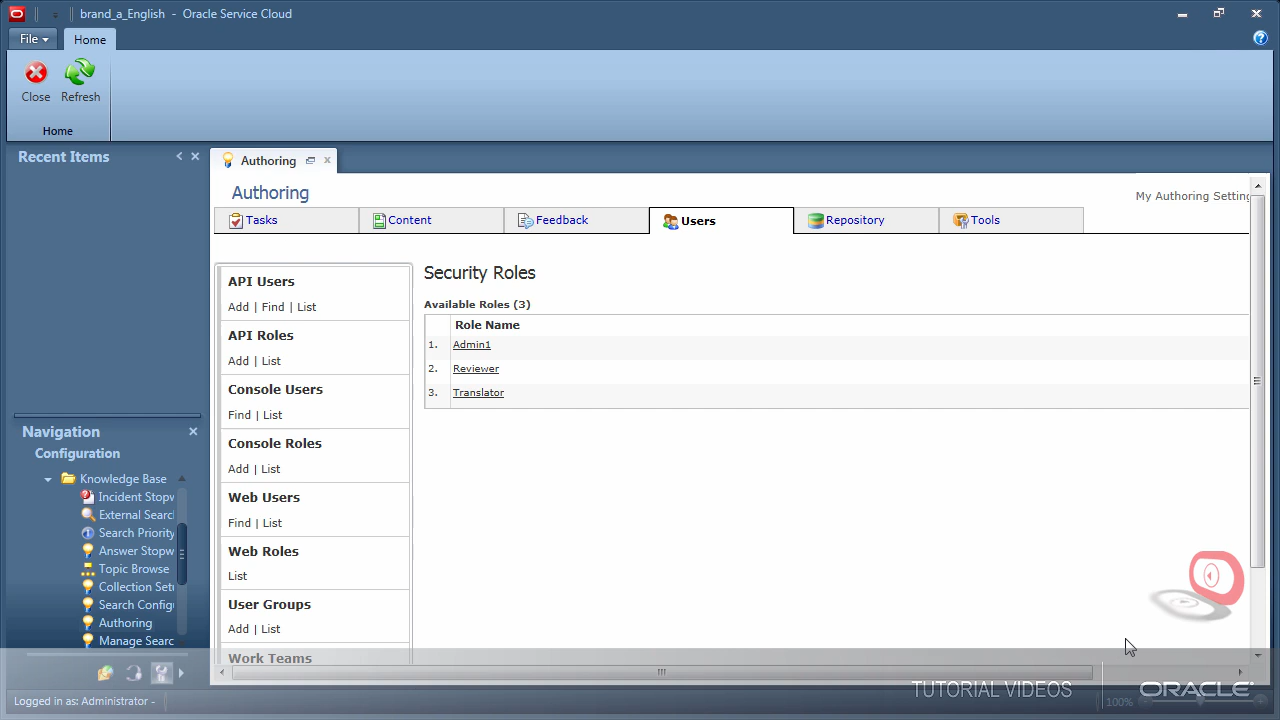 brand_a_English - Oracle Service Cloud
File Home
Close Refresh
Home
Recent Items
Authoring
Authoring
My Authoring Setting
Tasks Content Feedback Users Repository Tools
API Users
Add | Find | List
API Roles
Add | List
Console Users
Find | List
Console Roles
Add | List
Web Users
Find | List
Web Roles
List
User Groups
Add | List
Work Teams
Security Roles
Available Roles (3)
Role Name
1. Admin1
2. Reviewer
3. Translator
Navigation
Configuration
Knowledge Base
Incident Stopw
External Searc
Search Priority
Answer Stopw
Topic Browse
Collection Set
Search Config
Authoring
Manage Searc
Logged in as: Administrator -
TUTORIAL VIDEOS
ORACLE
100%